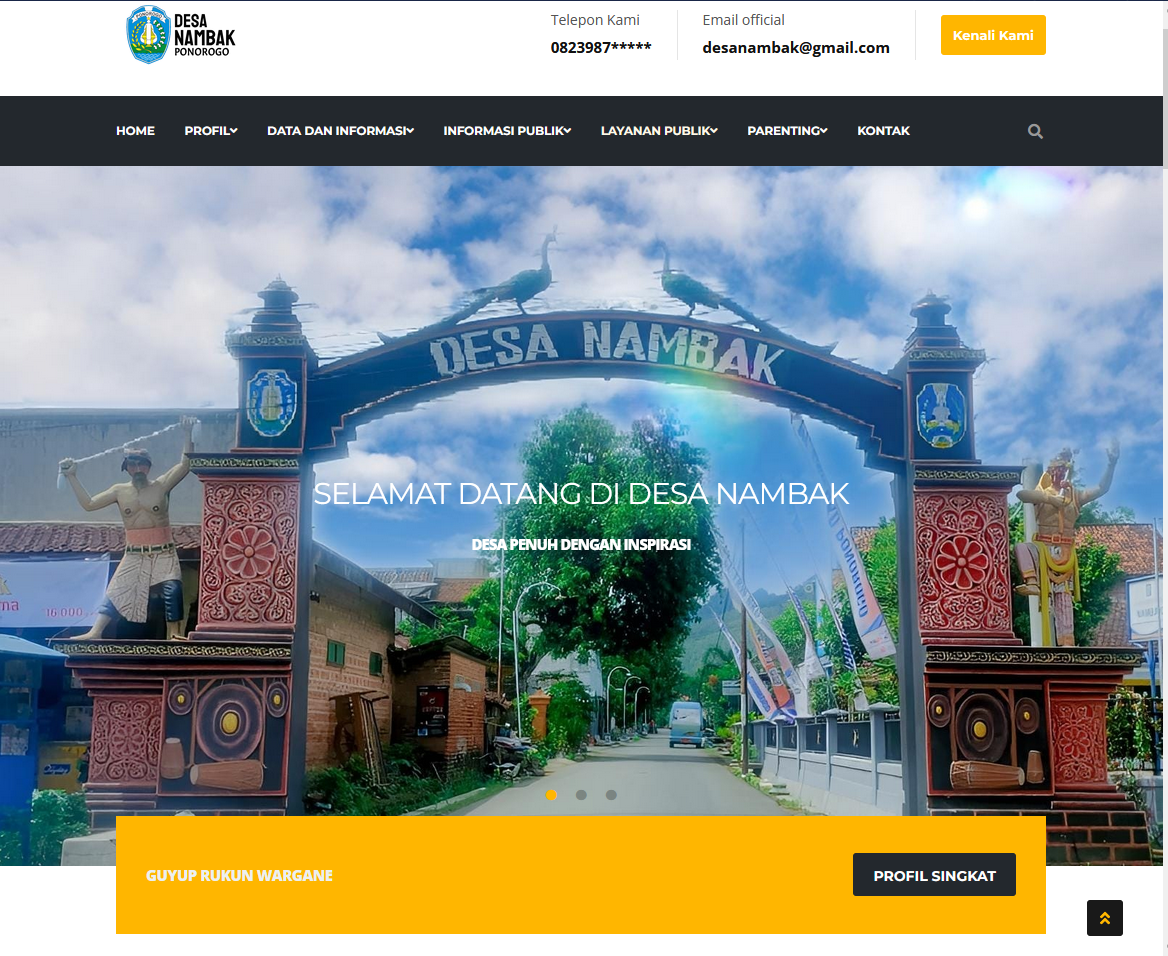 DESA
NAMBAK
PONOROGO
Telepon Kami
0823987*****
Email official
desanambak@gmail.com
Kenali Kami
HOME
PROFIL
DATA DAN INFORMASI
INFORMASI PUBLIK
LAYANAN PUBLIK
PARENTING
KONTAK
DESA NAMBAK
SELAMAT DATANG DI DESA NAMBAK
DESA PENUH DENGAN INSPIRASI
16.000
GUYUP RUKUN WARGANE
PROFIL SINGKAT